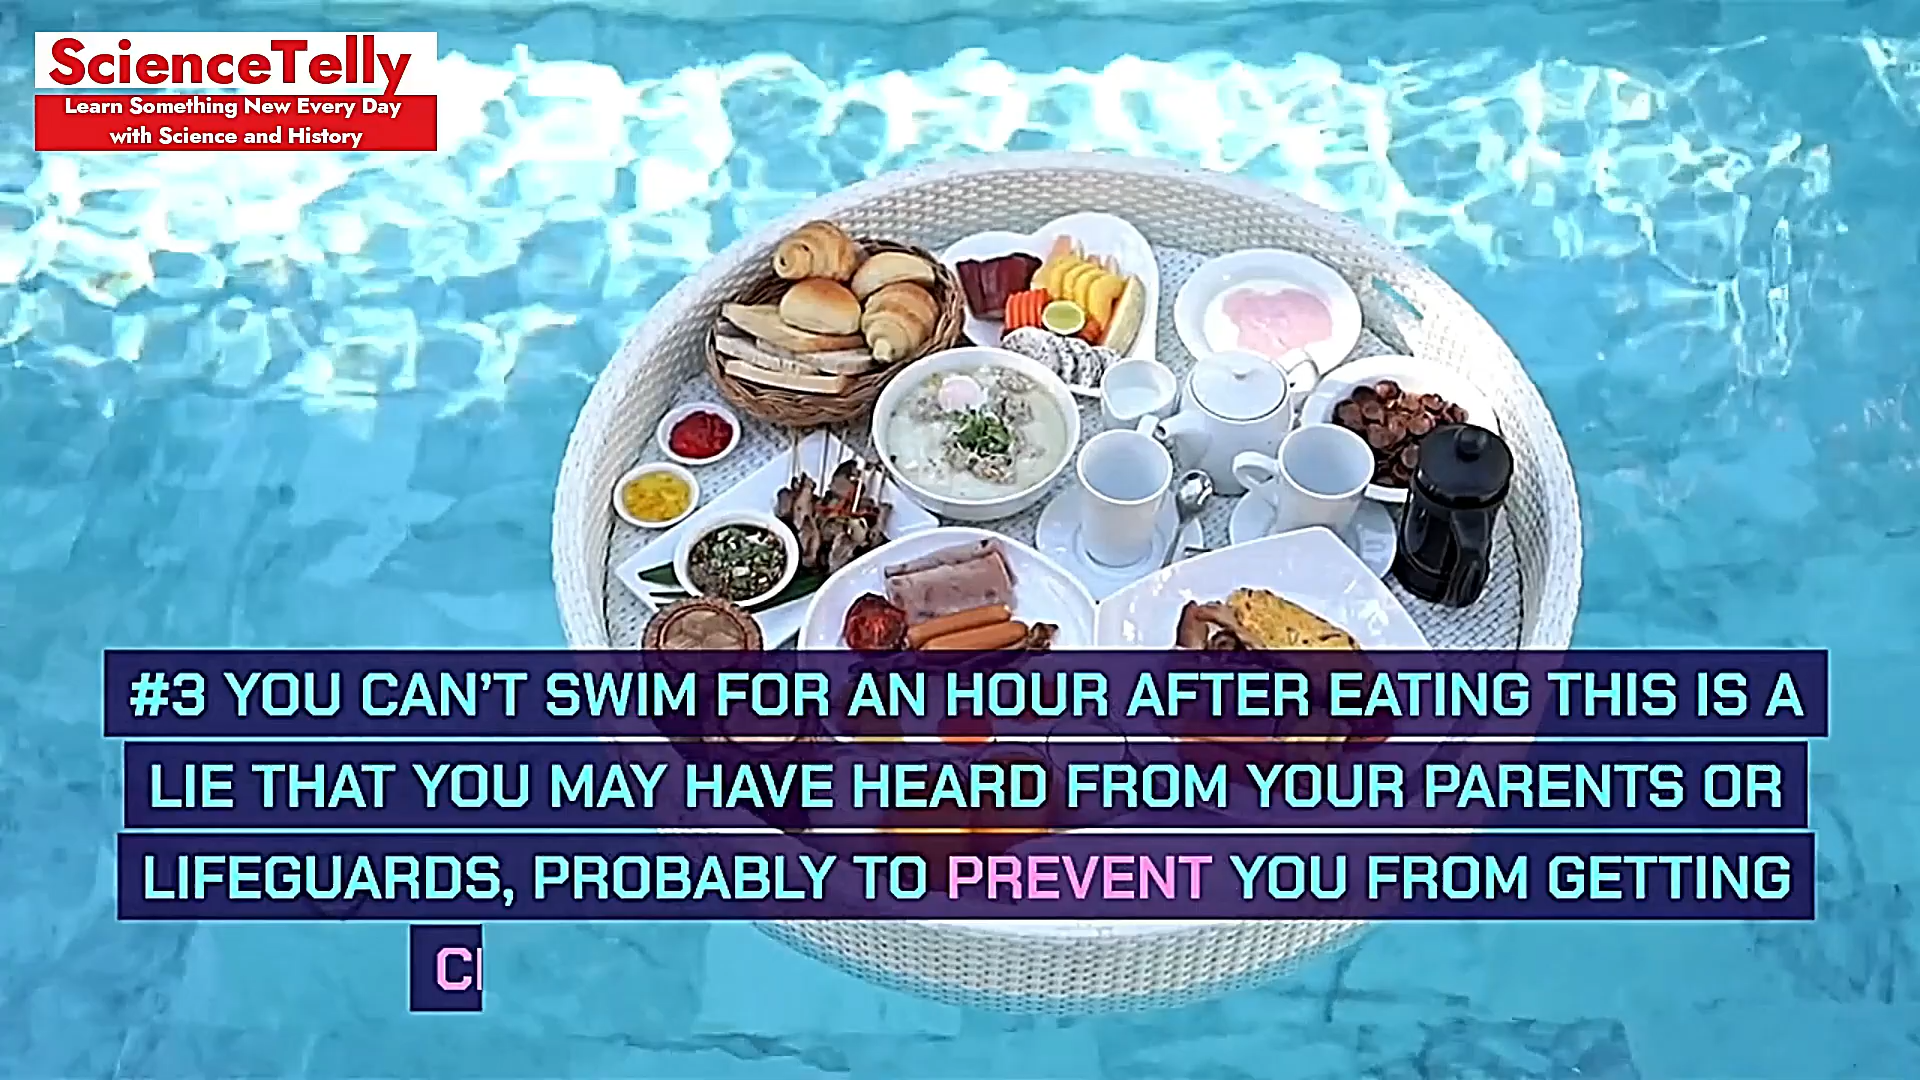 ScienceTelly
Learn Something New Every Day
with Science and History
#3 YOU CAN'T SWIM FOR AN HOUR AFTER EATING THIS IS A
LIE THAT YOU MAY HAVE HEARD FROM YOUR PARENTS OR
LIFEGUARDS, PROBABLY TO PREVENT YOU FROM GETTING